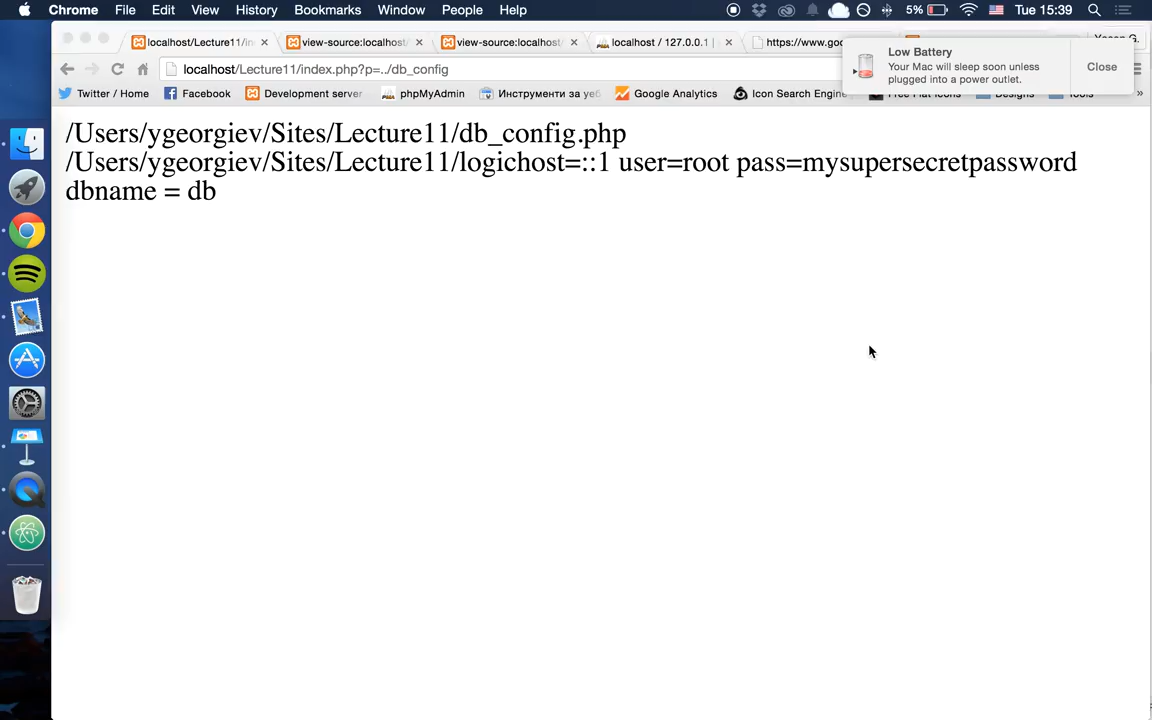 Chrome File Edit View History Bookmarks Window People Help 5% Tue 15:39
localhost/Lecture11/in
view-source:localhost/
view-source:localhost/
localhost / 127.0.0.1 |
https://www.goo
localhost/Lecture11/index.php?p=../db_config
Low Battery
Your Mac will sleep soon unless
plugged into a power outlet.
Close
Twitter / Home Facebook Development server phpMyAdmin Инструменти за уеб Google Analytics Icon Search Engine »
/Users/ygeorgiev/Sites/Lecture11/db_config.php
/Users/ygeorgiev/Sites/Lecture11/logichost=::1 user=root pass=mysupersecretpassword
dbname = db